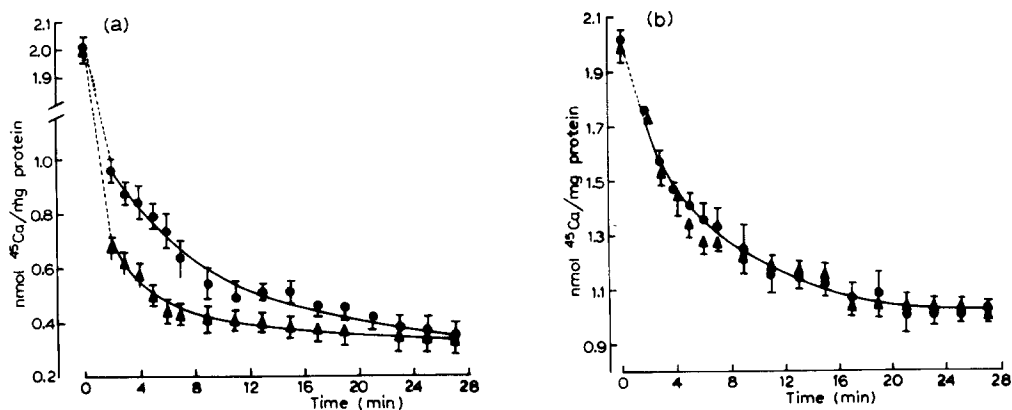 (a)
2.1
2.0
1.9
1.0
0.8
0.6
0.4
0.2
nmol ⁴⁵Ca/mg protein
0 4 8 12 16 20 24 28
Time (min)
(b)
2.1
1.9
1.7
1.5
1.3
1.1
0.9
nmol ⁴⁵Ca/mg protein
0 4 8 12 16 20 24 28
Time (min)